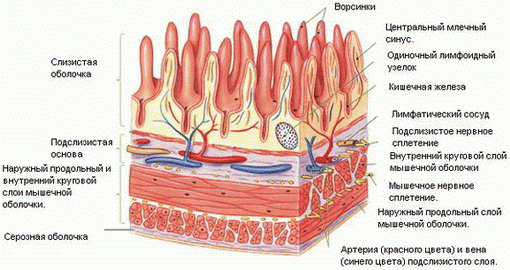 Ворсинки
Центральный млечный
синус.
Одиночный лимфоидный
узелок
Кишечная железа
Лимфатический сосуд
Подслизистое нервное
сплетение
Внутренний круговой слой
мышечной оболочки
Мышечное нервное
сплетение.
Наружный продольный слой
мышечной оболочки.
Артерия (красного цвета) и вена
(синего цвета) подслизистого слоя.
Слизистая
оболочка
Подслизистая
основа
Наружный продольный и
внутренний круговой
слои мышечной
оболочки.
Серозная оболочка